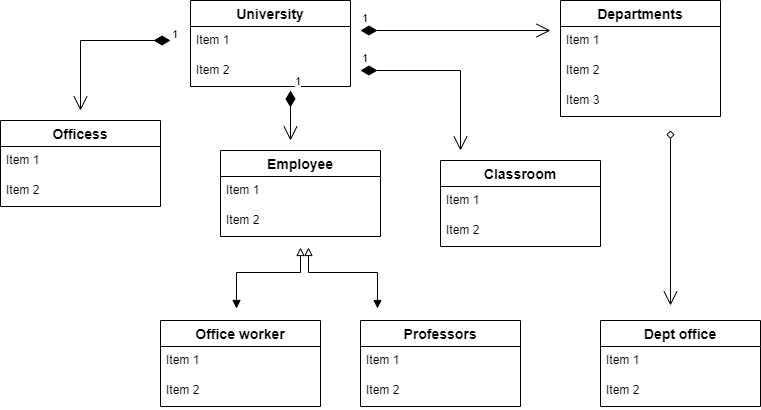 University
Item 1
Item 2
1
1
1
1
Departments
Item 1
Item 2
Item 3
Officess
Item 1
Item 2
Employee
Item 1
Item 2
Classroom
Item 1
Item 2
Office worker
Item 1
Item 2
Professors
Item 1
Item 2
Dept office
Item 1
Item 2